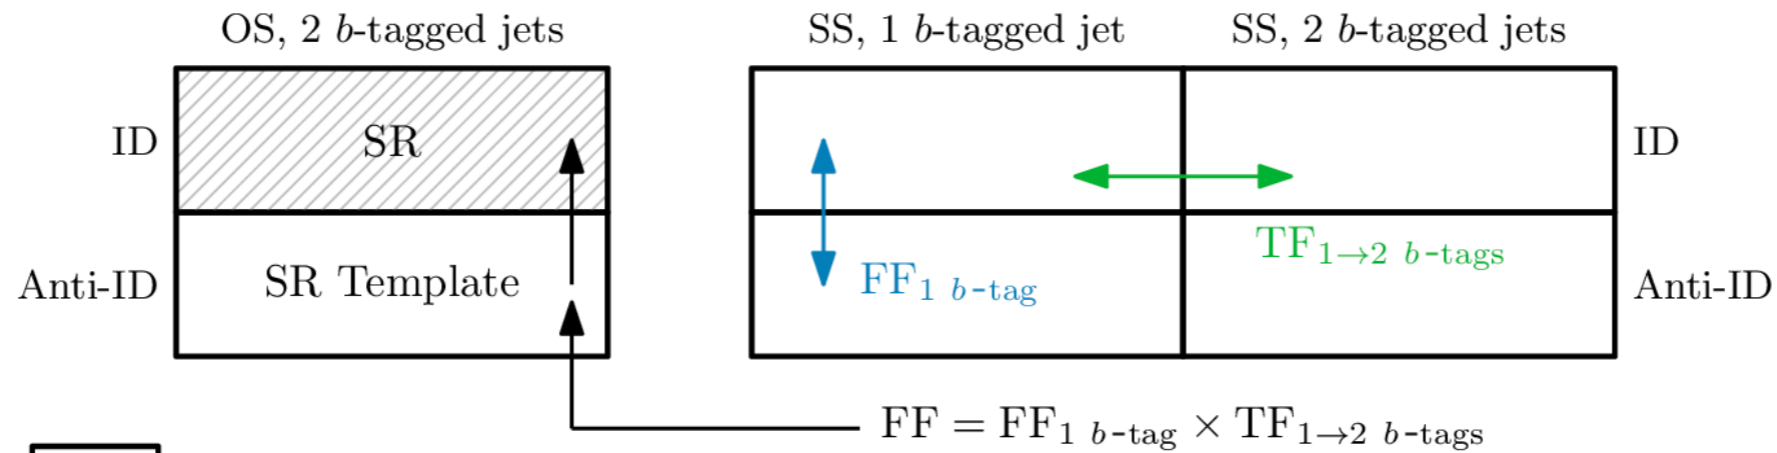 OS, 2 b-tagged jets
SS, 1 b-tagged jet
SS, 2 b-tagged jets
ID
SR
ID
Anti-ID
SR Template
FF1 b-tag
TF1→2 b-tags
Anti-ID
FF = FF1 b-tag × TF1→2 b-tags